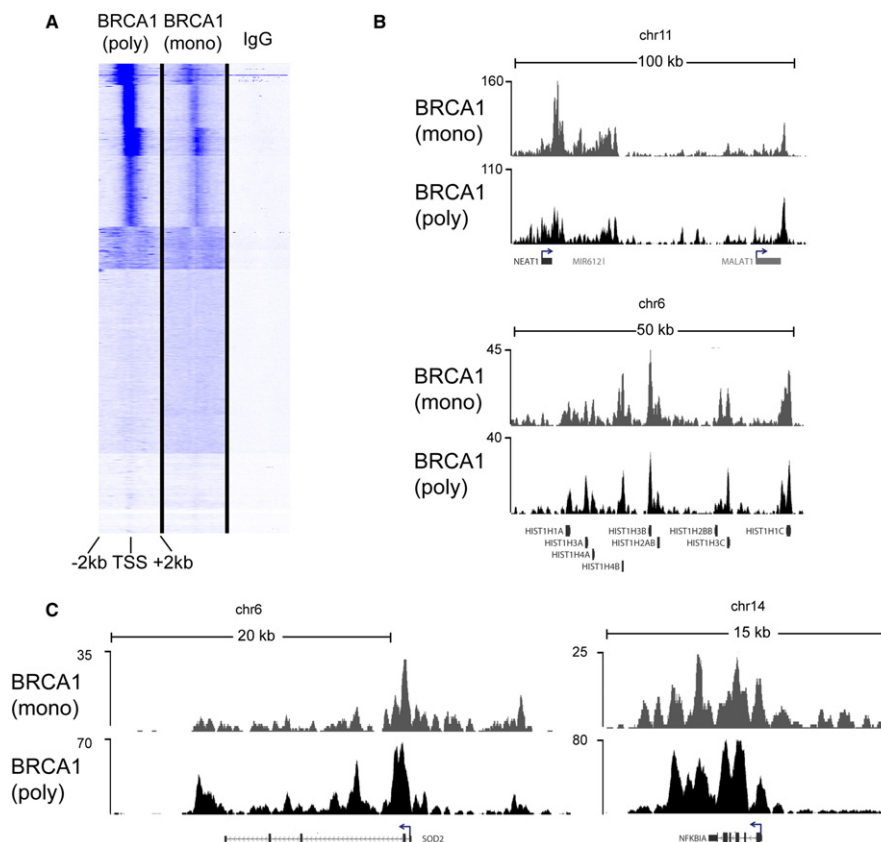 A
BRCA1 BRCA1
(poly) (mono) IgG
-2kb TSS +2kb
B
chr11
100 kb
160
BRCA1
(mono)
110
BRCA1
(poly)
NEAT1 MIR612 MALAT1
chr6
50 kb
45
BRCA1
(mono)
40
BRCA1
(poly)
HIST1H1A HIST1H3B HIST1H2BB HIST1H1C
HIST1H3A HIST1H2AB HIST1H3C
HIST1H4A
HIST1H4B
C
chr6
20 kb
35
BRCA1
(mono)
70
BRCA1
(poly)
SOD2
chr14
15 kb
25
80
NFKBIA